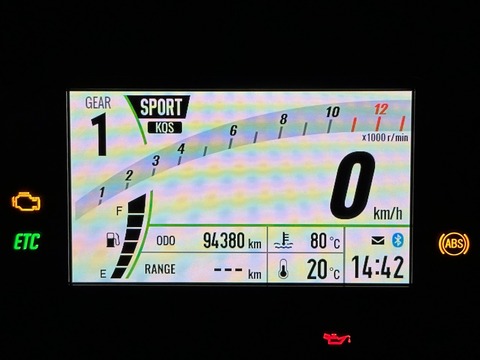 GEAR
1
SPORT
KQS
1 2 3 4 6 8 10 12
x1000 r/min
0 km/h
F
E
ETC
ODO 94380 km
80 °C
RANGE --- km
20 °C
14:42
ABS